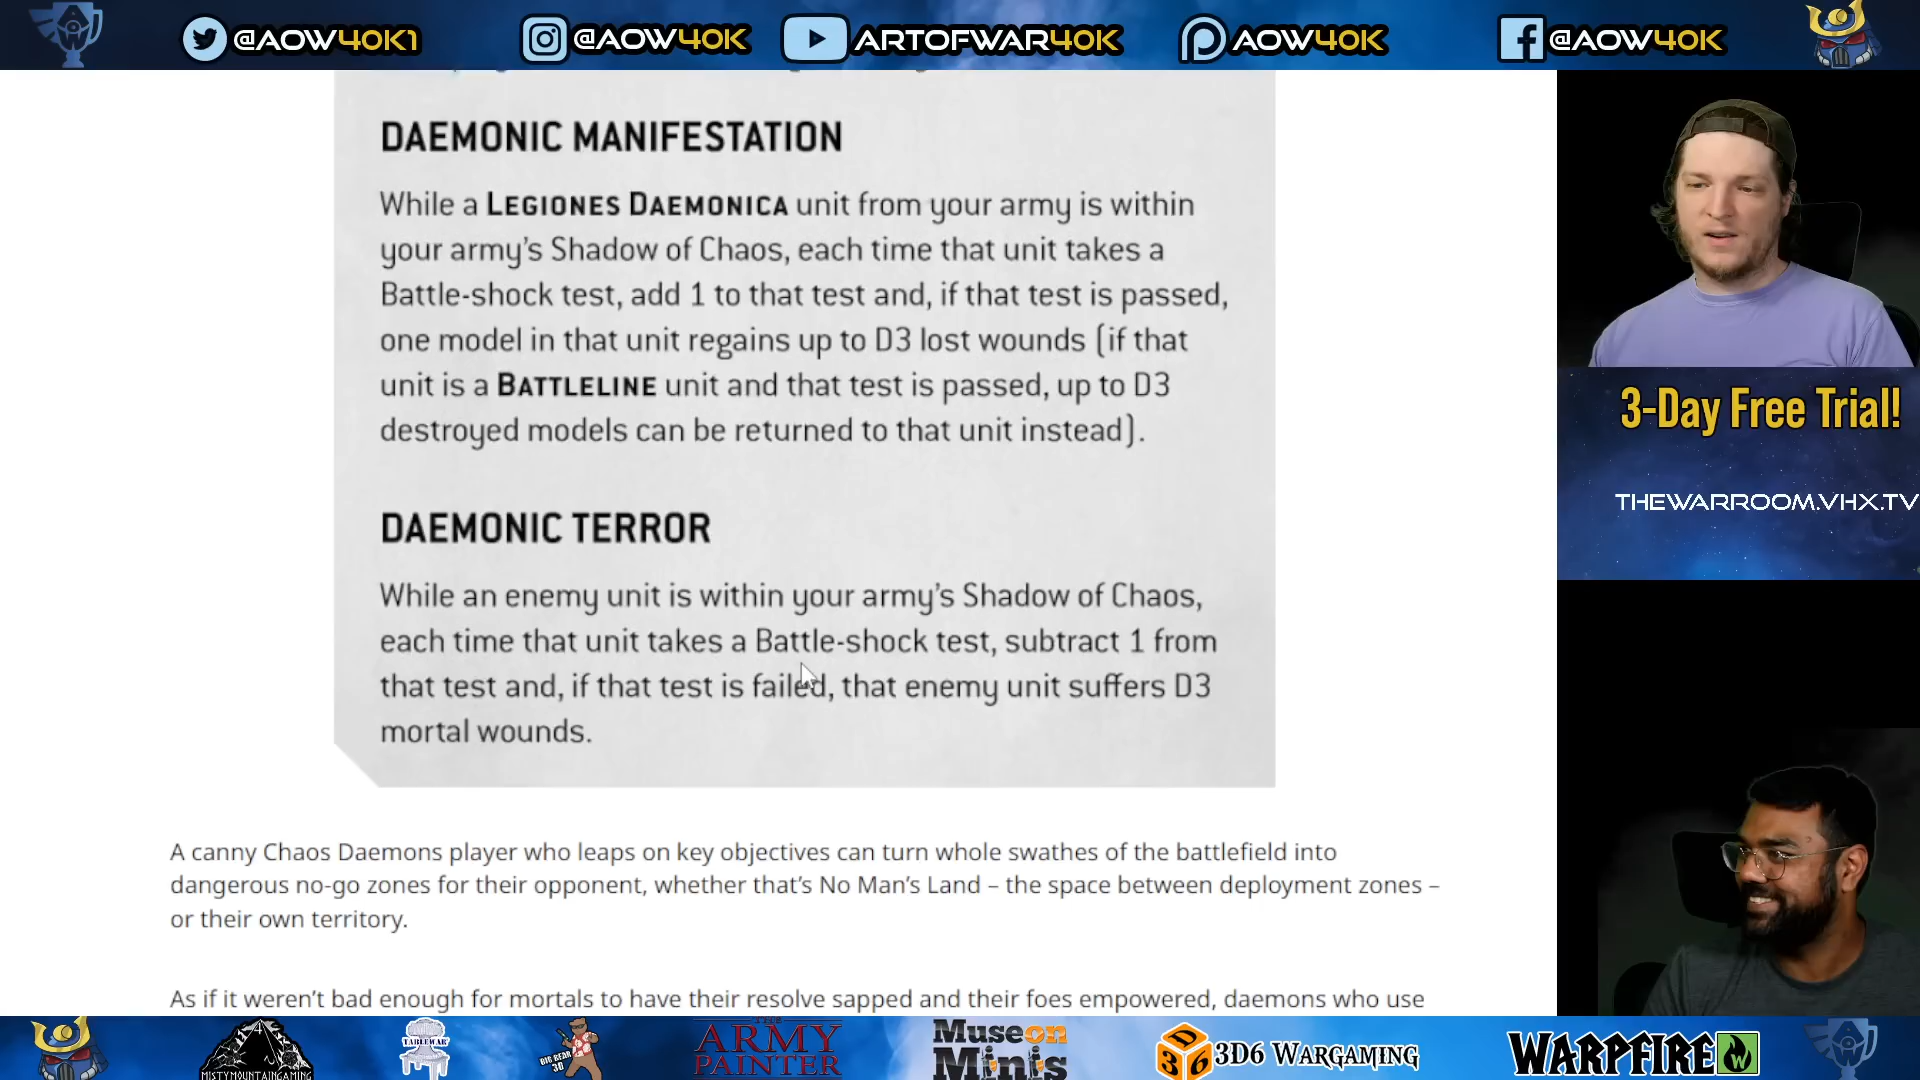 @AOW40K1
@AOW40K
ARTOFWAR40K
AOW40K
@AOW40K
DAEMONIC MANIFESTATION
While a LEGIONES DAEMONICA unit from your army is within
your army's Shadow of Chaos, each time that unit takes a
Battle-shock test, add 1 to that test and, if that test is passed,
one model in that unit regains up to D3 lost wounds (if that
unit is a BATTLELINE unit and that test is passed, up to D3
destroyed models can be returned to that unit instead).
DAEMONIC TERROR
While an enemy unit is within your army's Shadow of Chaos,
each time that unit takes a Battle-shock test, subtract 1 from
that test and, if that test is failed, that enemy unit suffers D3
mortal wounds.
A canny Chaos Daemons player who leaps on key objectives can turn whole swathes of the battlefield into
dangerous no-go zones for their opponent, whether that's No Man's Land – the space between deployment zones –
or their own territory.
As if it weren't bad enough for mortals to have their resolve sapped and their foes empowered, daemons who use
3-Day Free Trial!
THEWARROOM.VHX.TV
MISTYMOUNTAINGAMING
TABLEWAR
BIG BEAR
3D
THE
ARMY
PAINTER
Museon
Minis
D
3 6
3D6 WARGAMING
WARPFIRE